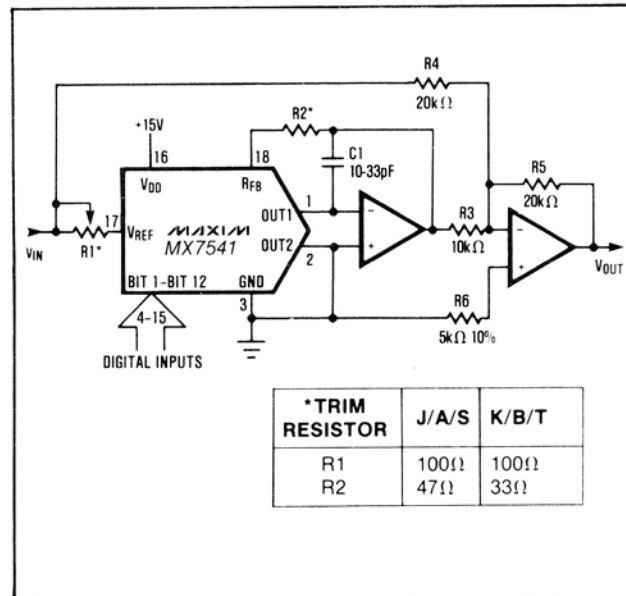 R4
20kΩ
+15V
R2*
16
18
C1
10-33pF
R5
20kΩ
VDD
RFB
1
OUT1
−
R3
10kΩ
−
17
VREF
MAXIM
MX7541
OUT2
2
+
+
VIN
R1*
VOUT
BIT 1–BIT 12
GND
3
R6
5kΩ 10%
4–15
DIGITAL INPUTS
*TRIM RESISTOR J/A/S K/B/T
R1 100Ω 100Ω
R2 47Ω 33Ω